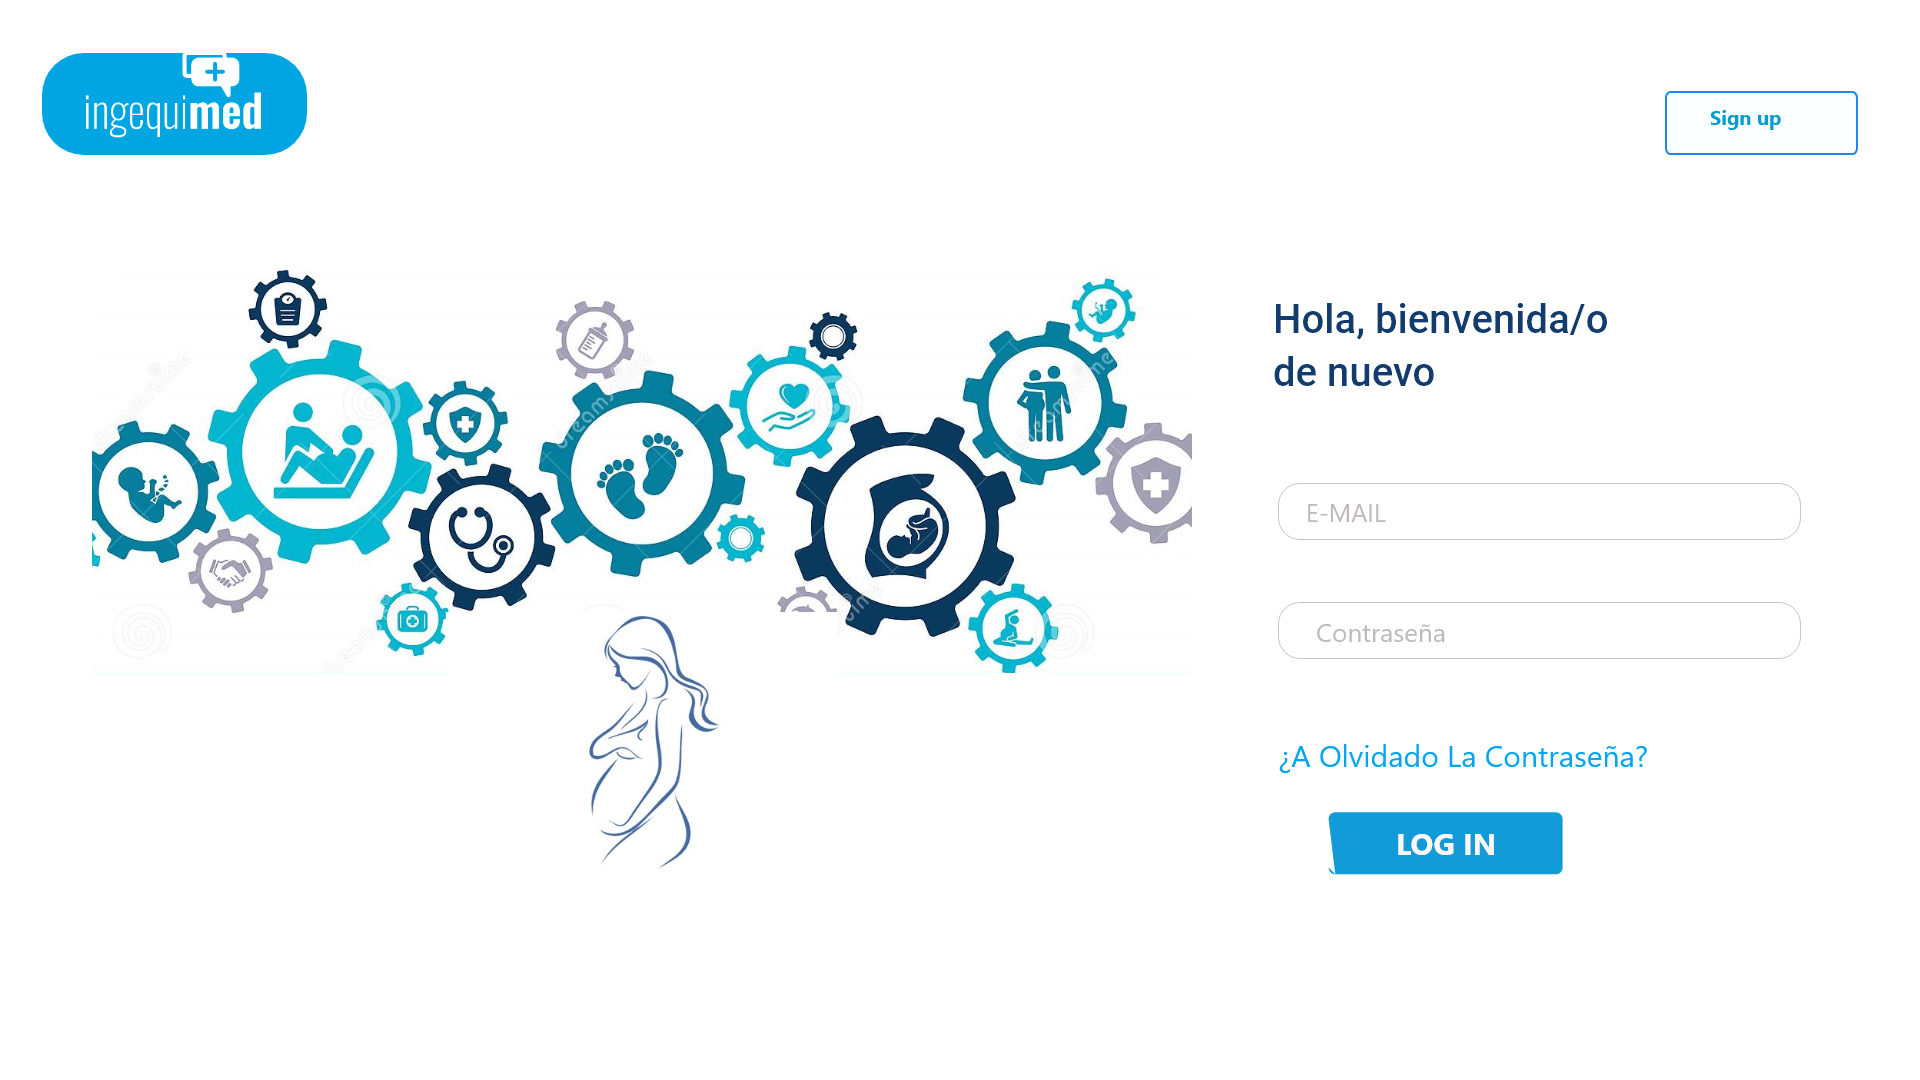 ingequimed
Sign up
Hola, bienvenida/o
de nuevo
E-MAIL
Contraseña
¿A Olvidado La Contraseña?
LOG IN